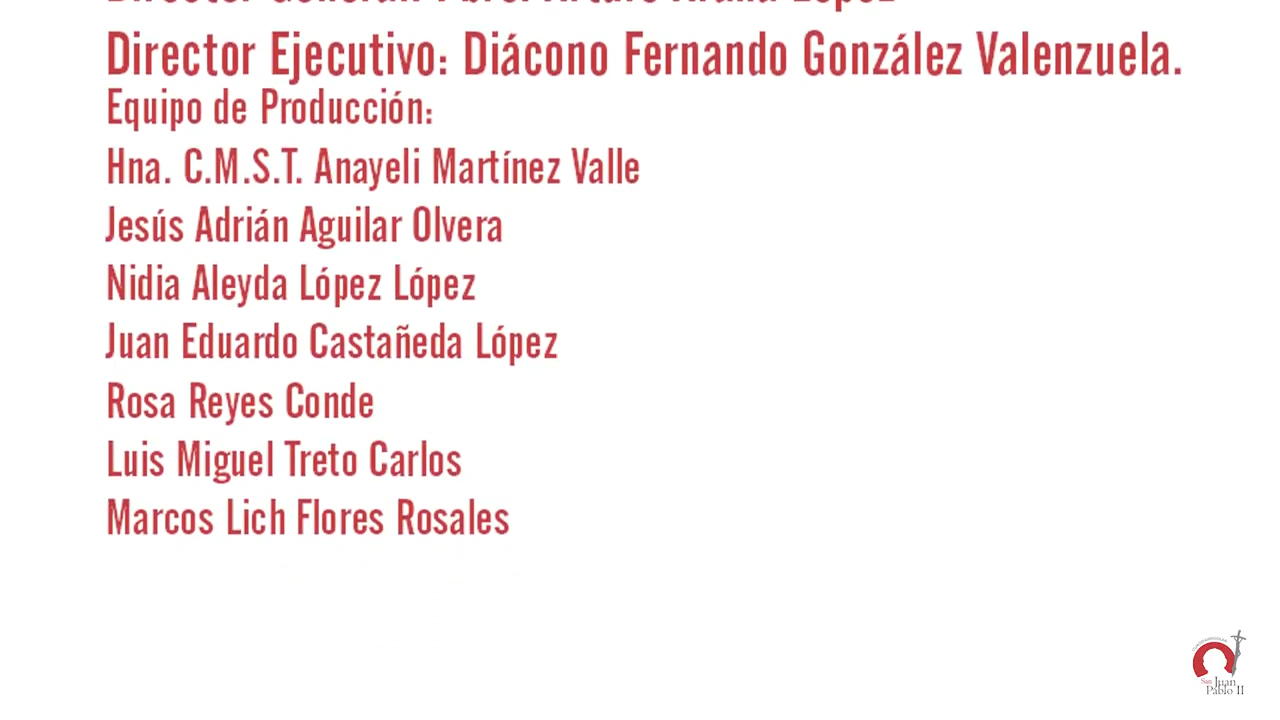 Director Ejecutivo: Diácono Fernando González Valenzuela.
Equipo de Producción:
Hna. C.M.S.T. Anayeli Martínez Valle
Jesús Adrián Aguilar Olvera
Nidia Aleyda López López
Juan Eduardo Castañeda López
Rosa Reyes Conde
Luis Miguel Treto Carlos
Marcos Lich Flores Rosales
San Juan
Pablo II